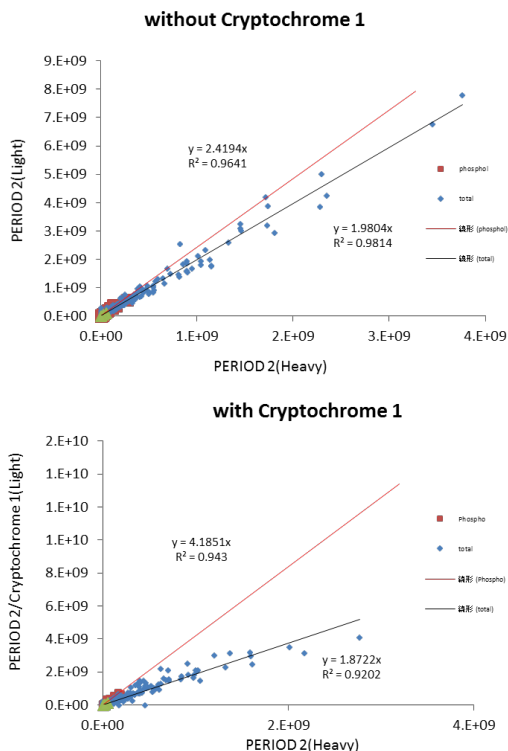 without Cryptochrome 1
9.E+09
8.E+09
7.E+09
6.E+09
5.E+09
4.E+09
3.E+09
2.E+09
1.E+09
0.E+00
PERIOD 2(Light)
y = 2.4194x
R² = 0.9641
y = 1.9804x
R² = 0.9814
phosphol
total
線形 (phosphol)
線形 (total)
0.E+00 1.E+09 2.E+09 3.E+09 4.E+09
PERIOD 2(Heavy)
with Cryptochrome 1
2.E+10
1.E+10
1.E+10
1.E+10
8.E+09
6.E+09
4.E+09
2.E+09
0.E+00
PERIOD 2/Cryptochrome 1(Light)
y = 4.1851x
R² = 0.943
y = 1.8722x
R² = 0.9202
Phospho
total
線形 (Phospho)
線形 (total)
0.E+00 2.E+09 4.E+09
PERIOD 2(Heavy)